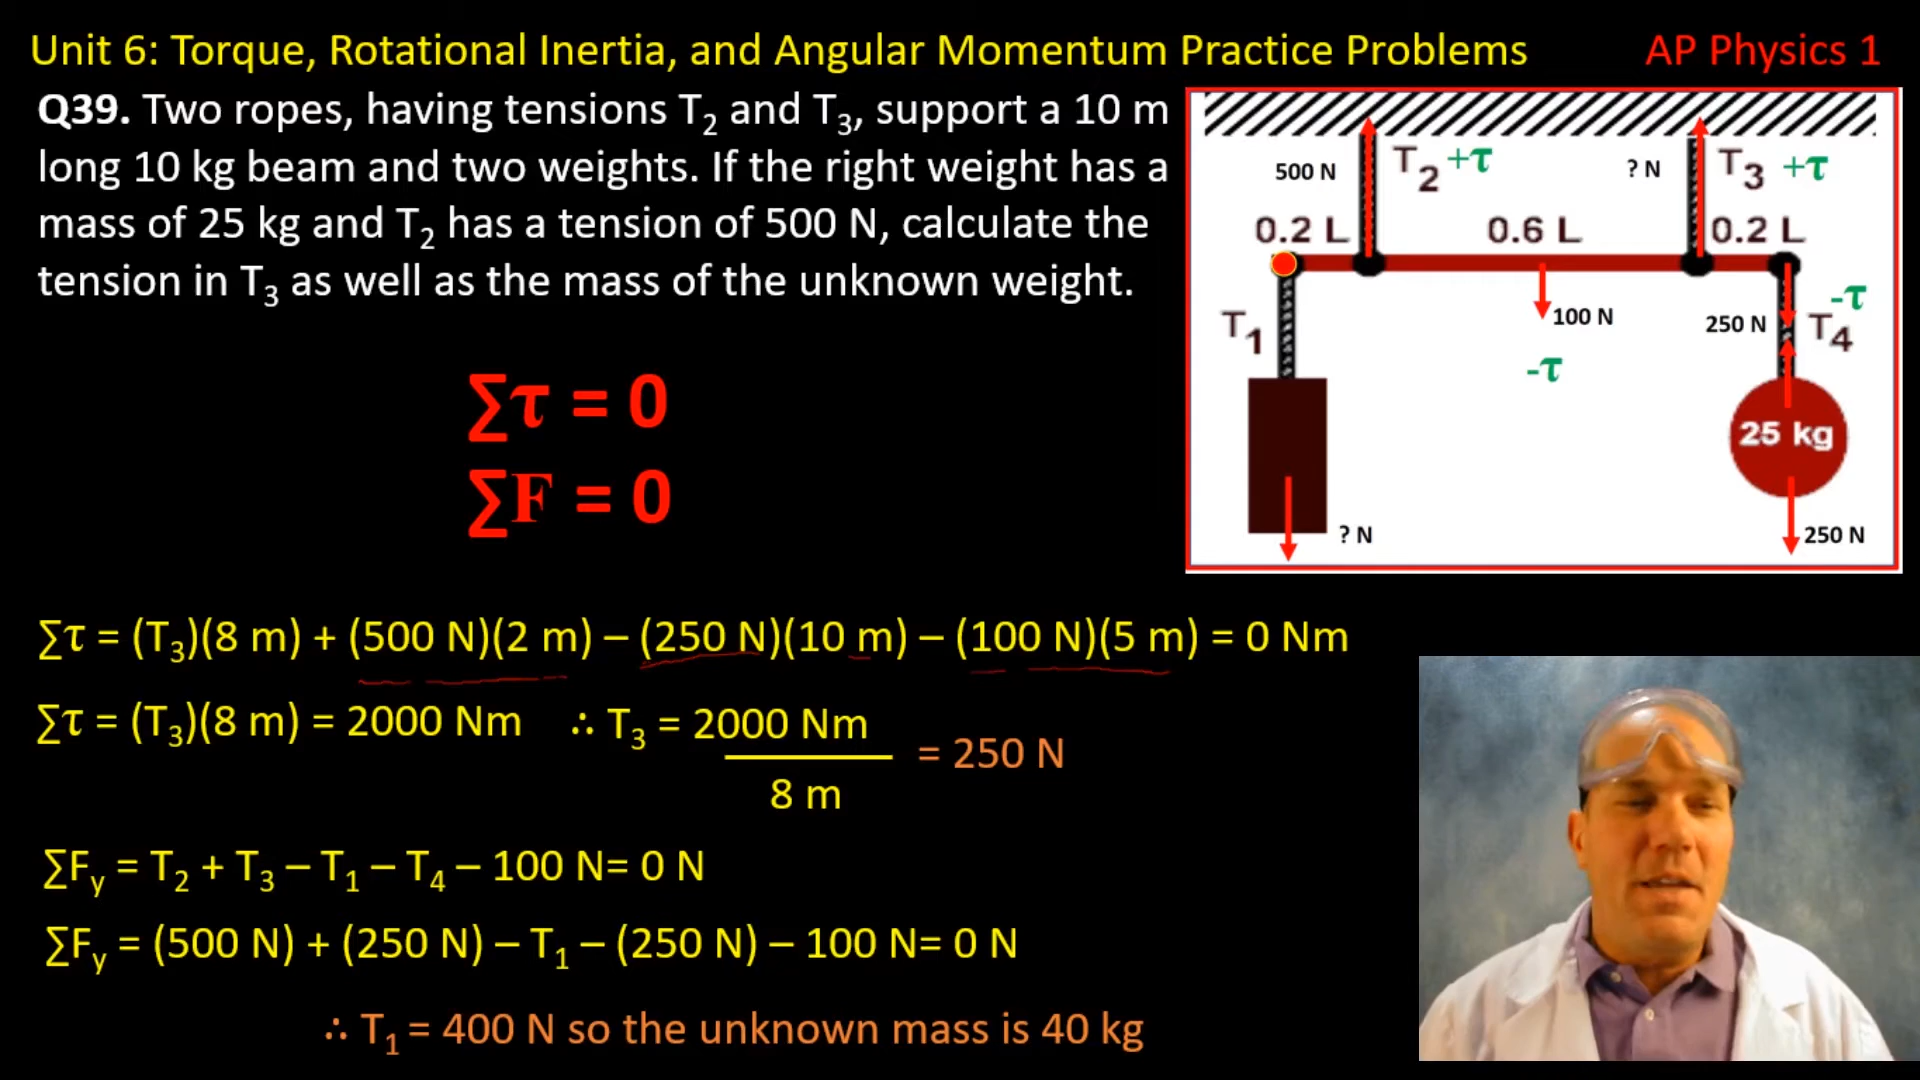 Unit 6: Torque, Rotational Inertia, and Angular Momentum Practice Problems AP Physics 1
Q39. Two ropes, having tensions T₂ and T₃, support a 10 m
long 10 kg beam and two weights. If the right weight has a
mass of 25 kg and T₂ has a tension of 500 N, calculate the
tension in T₃ as well as the mass of the unknown weight.
∑τ = 0
∑F = 0
500 N T₂ +τ ? N T₃ +τ
0.2 L 0.6 L 0.2 L
-τ
T₁ 100 N 250 N T₄
-τ
25 kg
? N 250 N
∑τ = (T₃)(8 m) + (500 N)(2 m) – (250 N)(10 m) – (100 N)(5 m) = 0 Nm
∑τ = (T₃)(8 m) = 2000 Nm ∴ T₃ = 2000 Nm
= 250 N
8 m
∑Fy = T₂ + T₃ – T₁ – T₄ – 100 N= 0 N
∑Fy = (500 N) + (250 N) – T₁ – (250 N) – 100 N= 0 N
∴ T₁ = 400 N so the unknown mass is 40 kg